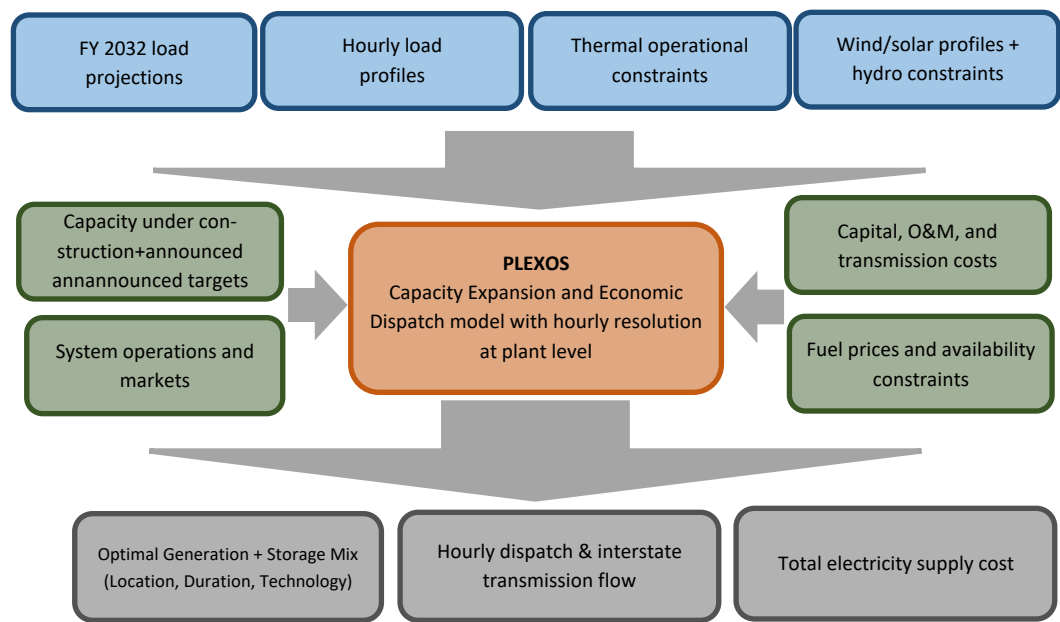 FY 2032 load
projections
Hourly load
profiles
Thermal operational
constraints
Wind/solar profiles +
hydro constraints
Capacity under con-
struction+announced
annannounced targets
System operations and
markets
PLEXOS
Capacity Expansion and Economic
Dispatch model with hourly resolution
at plant level
Capital, O&M, and
transmission costs
Fuel prices and availability
constraints
Optimal Generation + Storage Mix
(Location, Duration, Technology)
Hourly dispatch & interstate
transmission flow
Total electricity supply cost